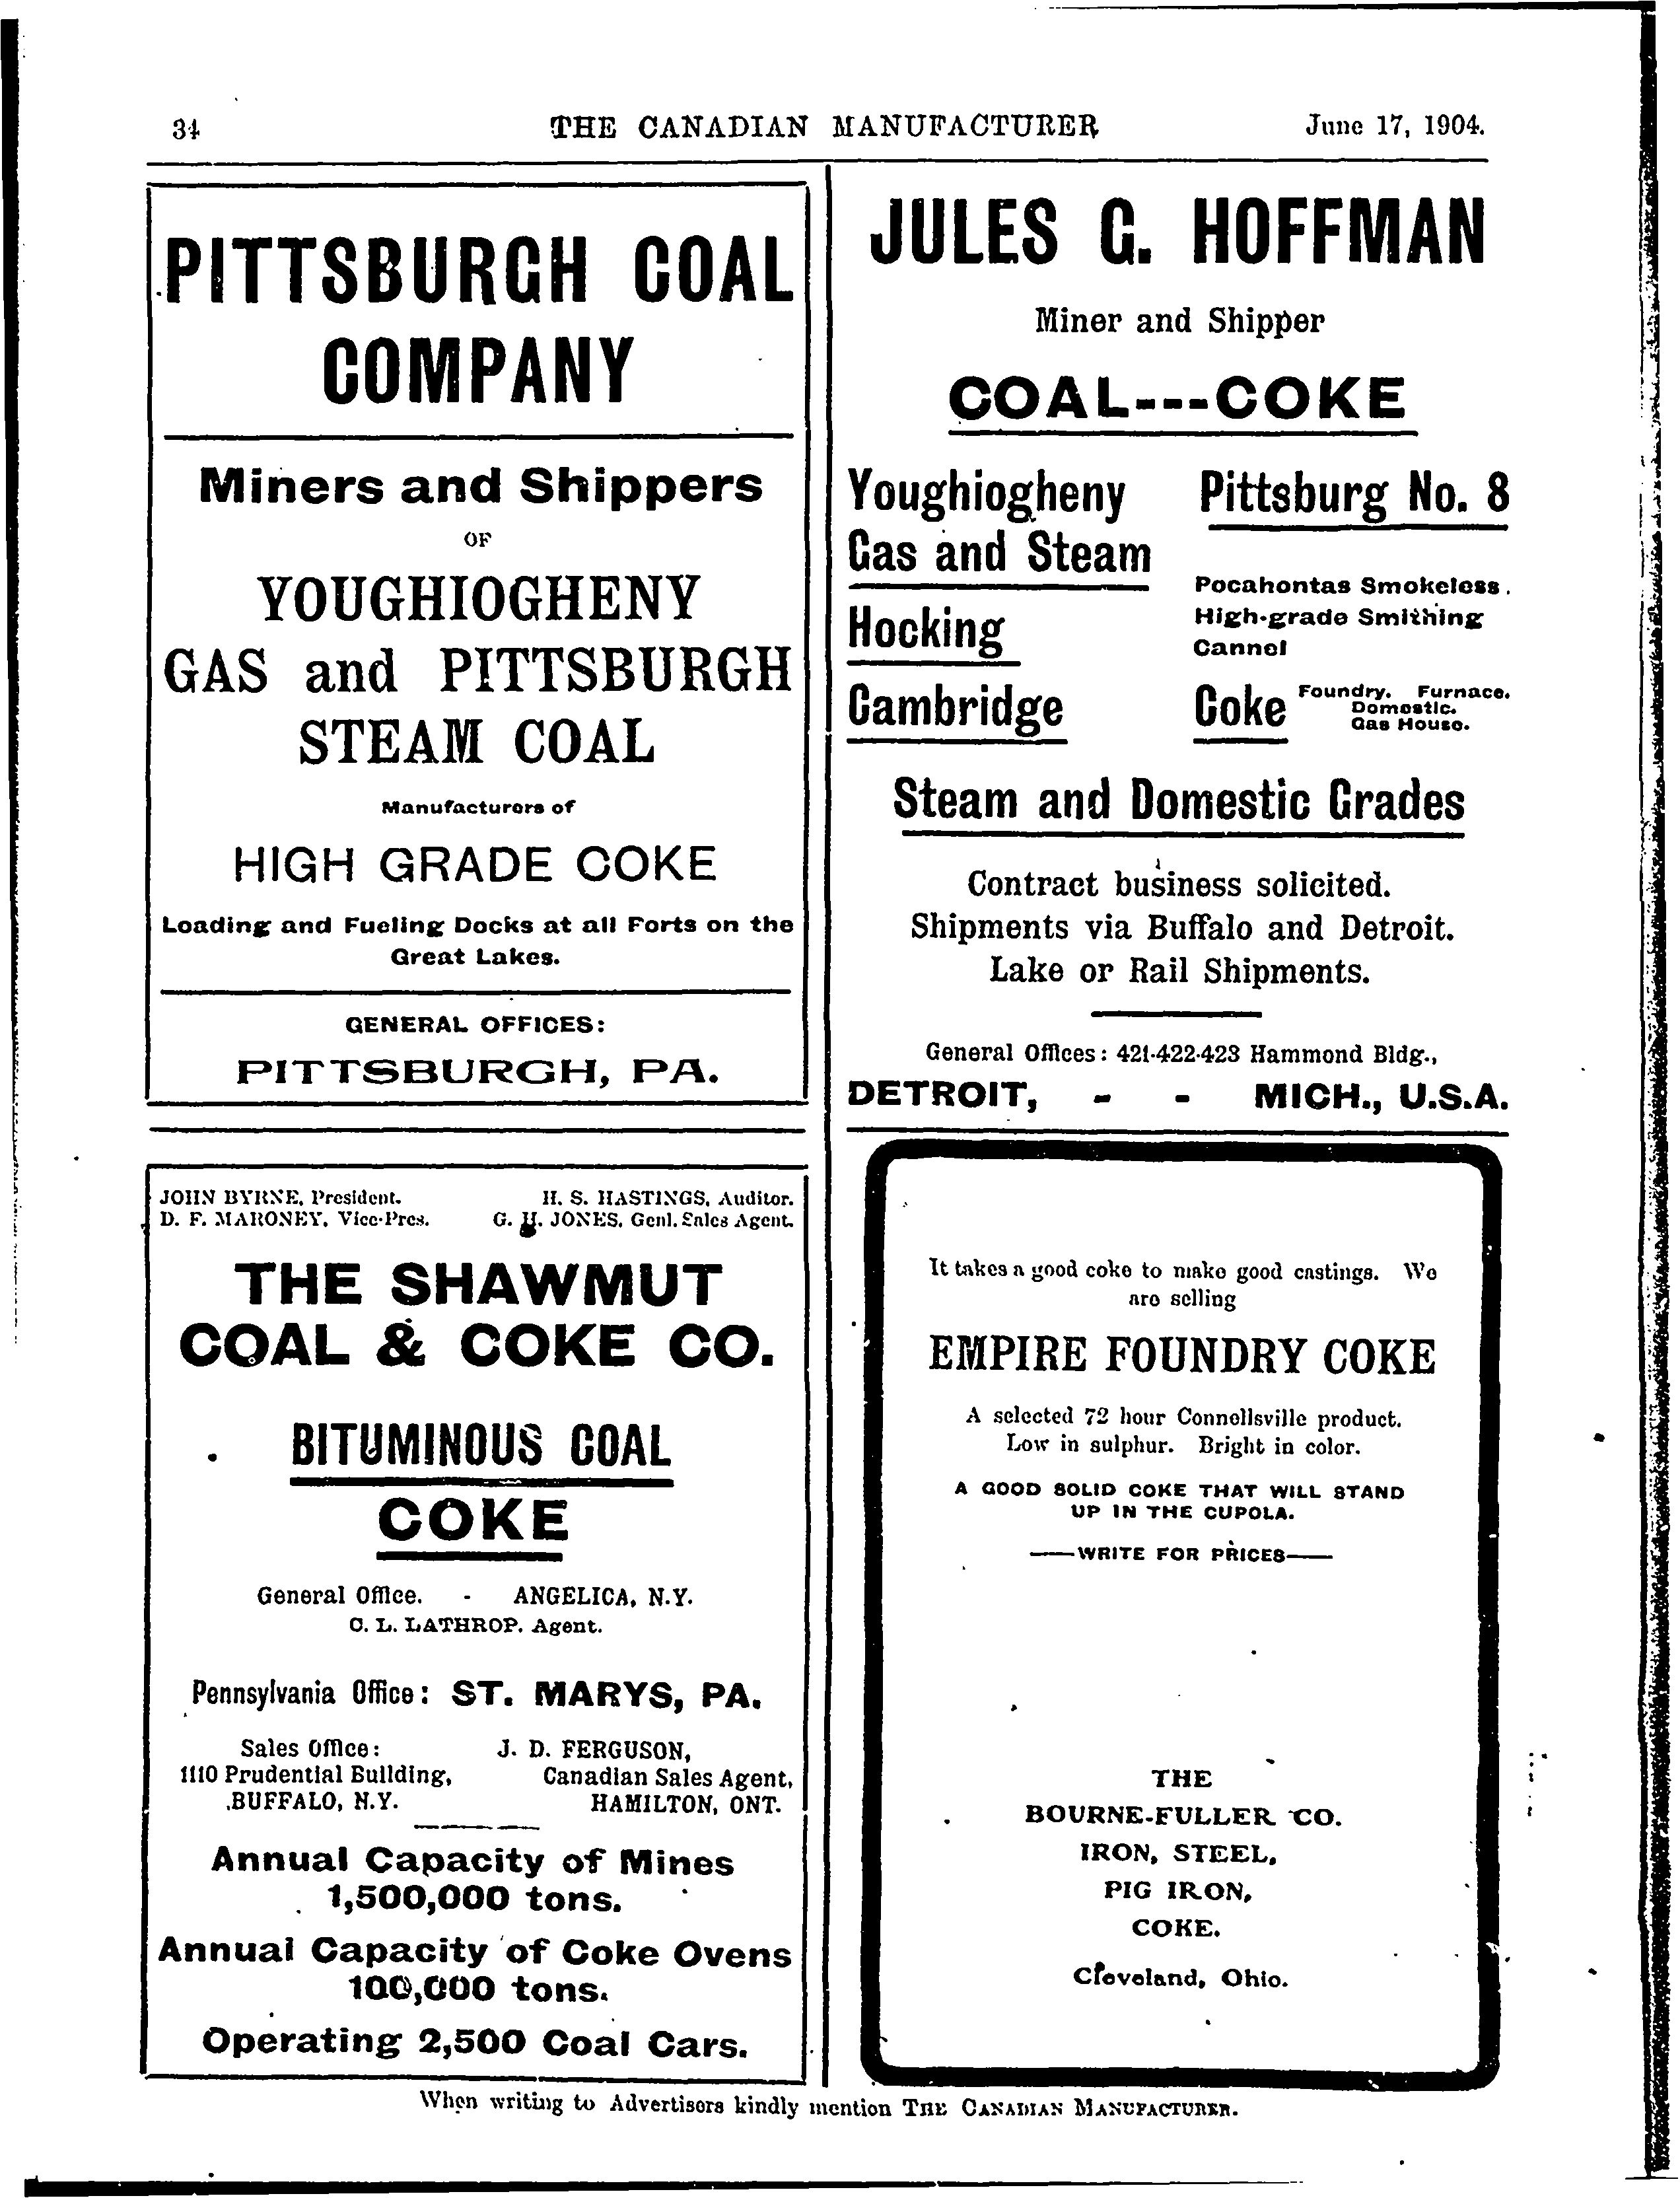 34 THE CANADIAN MANUFACTURER June 17, 1904.
PITTSBURGH COAL
COMPANY
Miners and Shippers
OF
YOUGHIOGHENY
GAS and PITTSBURGH
STEAM COAL
Manufacturers of
HIGH GRADE COKE
Loading and Fueling Docks at all Ports on the
Great Lakes.
GENERAL OFFICES:
PITTSBURGH, PA.
JOHN BYRNE, President. H. S. HASTINGS, Auditor.
D. F. MARONEY, Vice-Pres. G. H. JONES, Genl. Sales Agent.
THE SHAWMUT
COAL & COKE CO.
BITUMINOUS COAL
COKE
General Office. - ANGELICA, N.Y.
C. L. LATHROP, Agent.
Pennsylvania Office: ST. MARYS, PA.
Sales Office: J. D. FERGUSON,
1110 Prudential Building, Canadian Sales Agent,
BUFFALO, N.Y. HAMILTON, ONT.
Annual Capacity of Mines
1,500,000 tons.
Annual Capacity of Coke Ovens
100,000 tons.
Operating 2,500 Coal Cars.
JULES G. HOFFMAN
Miner and Shipper
COAL---COKE
Youghiogheny Pittsburg No. 8
Gas and Steam
Pocahontas Smokeless.
Hocking High-grade Smithing
Cannel
Cambridge Coke Foundry. Furnace.
Domestic.
Gas House.
Steam and Domestic Grades
Contract business solicited.
Shipments via Buffalo and Detroit.
Lake or Rail Shipments.
General Offices: 421-422-423 Hammond Bldg.,
DETROIT, - - MICH., U.S.A.
It takes a good coke to make good castings. We
are selling
EMPIRE FOUNDRY COKE
A selected 72 hour Connellsville product.
Low in sulphur. Bright in color.
A GOOD SOLID COKE THAT WILL STAND
UP IN THE CUPOLA.
—WRITE FOR PRICES—
THE
BOURNE-FULLER CO.
IRON, STEEL,
PIG IRON,
COKE.
Cleveland, Ohio.
When writing to Advertisers kindly mention THE CANADIAN MANUFACTURER.